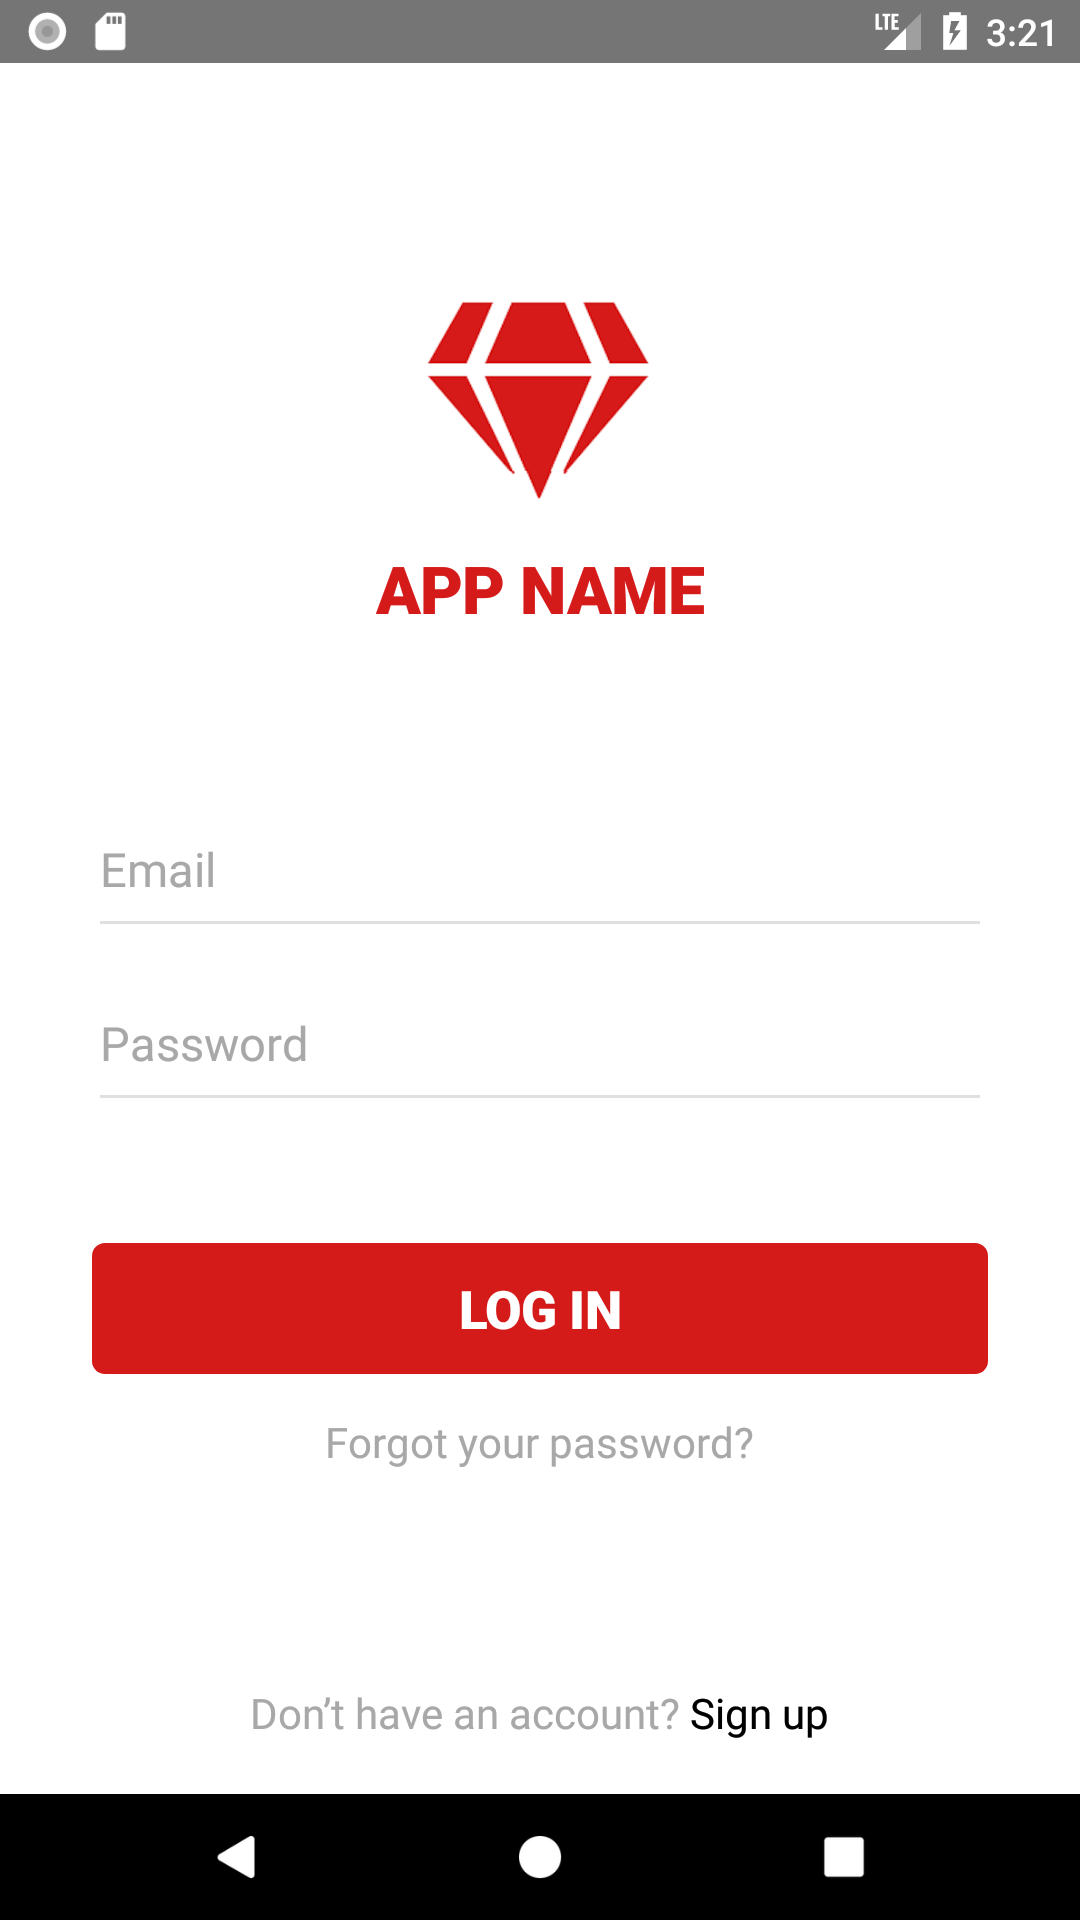 LTE 3:21
APP NAME
Email
Password
LOG IN
Forgot your password?
Don’t have an account? Sign up